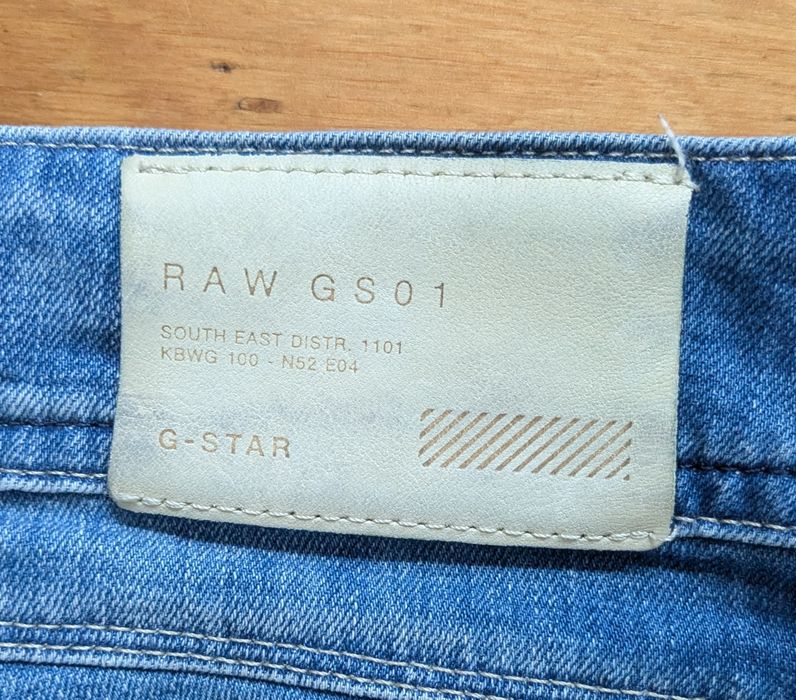 RAW GS01
SOUTH EAST DISTR. 1101
KBWG 100 - N52 E04
G-STAR